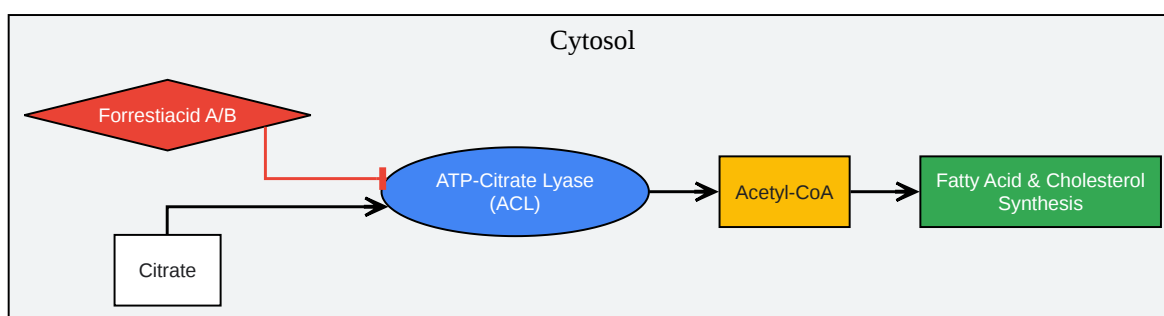 Cytosol
Forrestiacid A/B
ATP-Citrate Lyase
(ACL)
Acetyl-CoA
Fatty Acid & Cholesterol
Synthesis
Citrate